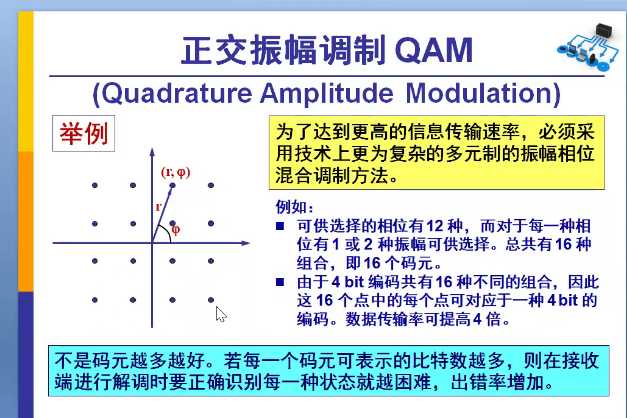 正交振幅调制 QAM
(Quadrature Amplitude Modulation)
举例
(r, φ)
r
φ
为了达到更高的信息传输速率，必须采
用技术上更为复杂的多元制的振幅相位
混合调制方法。
例如：
■ 可供选择的相位有 12 种，而对于每一种相
位有 1 或 2 种振幅可供选择。总共有 16 种
组合，即 16 个码元。
■ 由于 4 bit 编码共有 16 种不同的组合，因此
这 16 个点中的每个点可对应于一种 4 bit 的
编码。数据传输率可提高 4 倍。
不是码元越多越好。若每一个码元可表示的比特数越多，则在接收
端进行解调时要正确识别每一种状态就越困难，出错率增加。